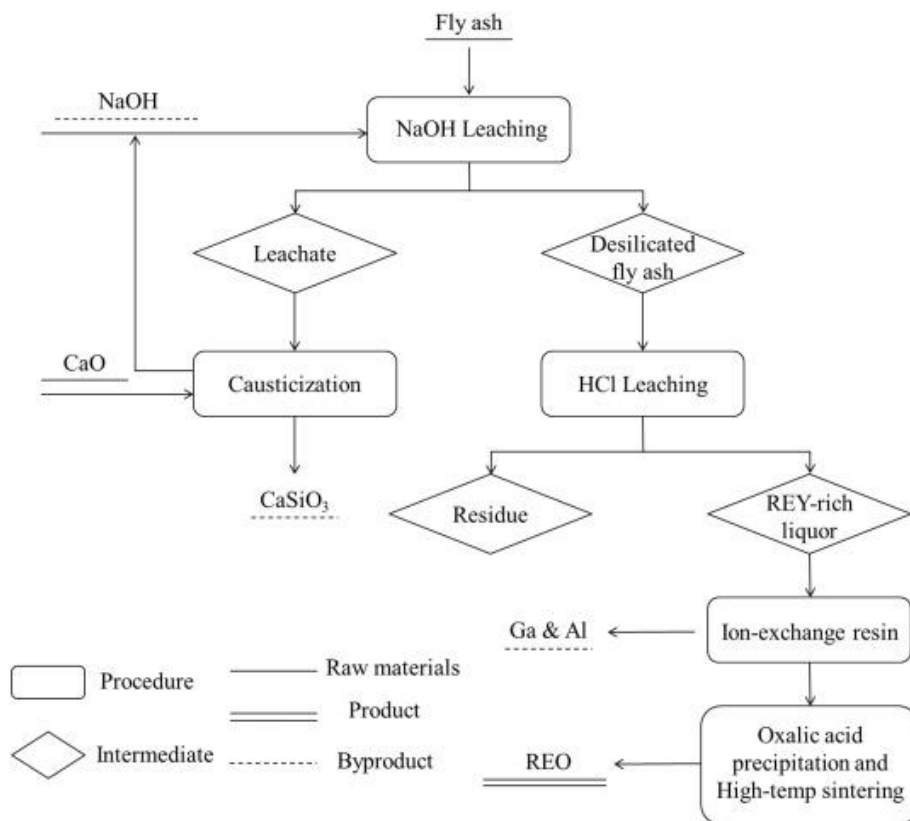 Fly ash
NaOH
NaOH Leaching
Leachate
Desilicated
fly ash
CaO
Causticization
HCl Leaching
CaSiO₃
Residue
REY-rich
liquor
Ga & Al
Ion-exchange resin
Procedure
Raw materials
Product
Intermediate
Byproduct
REO
Oxalic acid
precipitation and
High-temp sintering